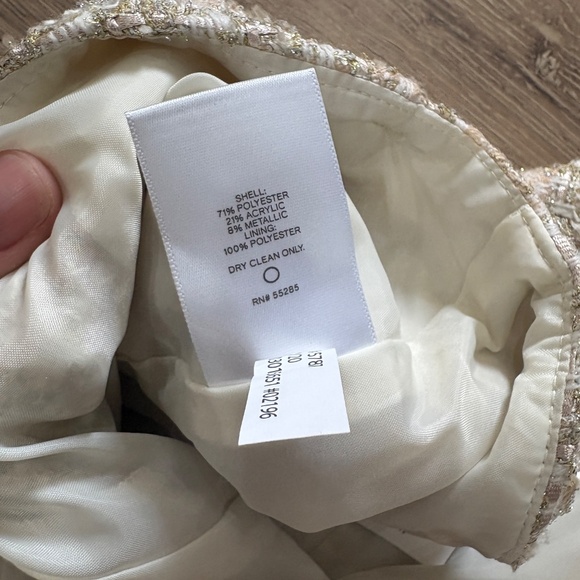 SHELL:
71% POLYESTER
21% ACRYLIC
8% METALLIC
LINING:
100% POLYESTER
DRY CLEAN ONLY.
RN# 55285